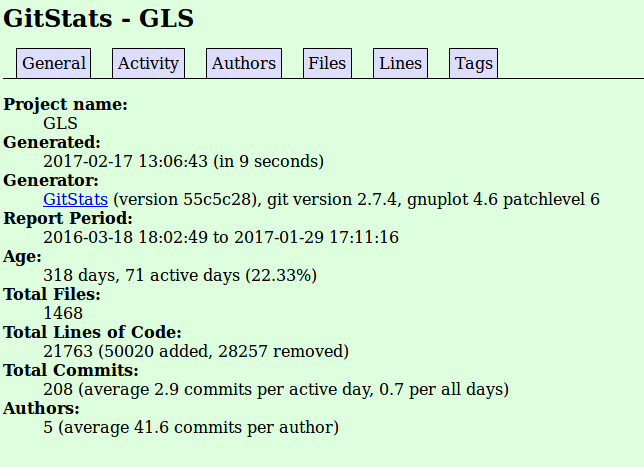 GitStats - GLS
General Activity Authors Files Lines Tags
Project name:
GLS
Generated:
2017-02-17 13:06:43 (in 9 seconds)
Generator:
GitStats (version 55c5c28), git version 2.7.4, gnuplot 4.6 patchlevel 6
Report Period:
2016-03-18 18:02:49 to 2017-01-29 17:11:16
Age:
318 days, 71 active days (22.33%)
Total Files:
1468
Total Lines of Code:
21763 (50020 added, 28257 removed)
Total Commits:
208 (average 2.9 commits per active day, 0.7 per all days)
Authors:
5 (average 41.6 commits per author)